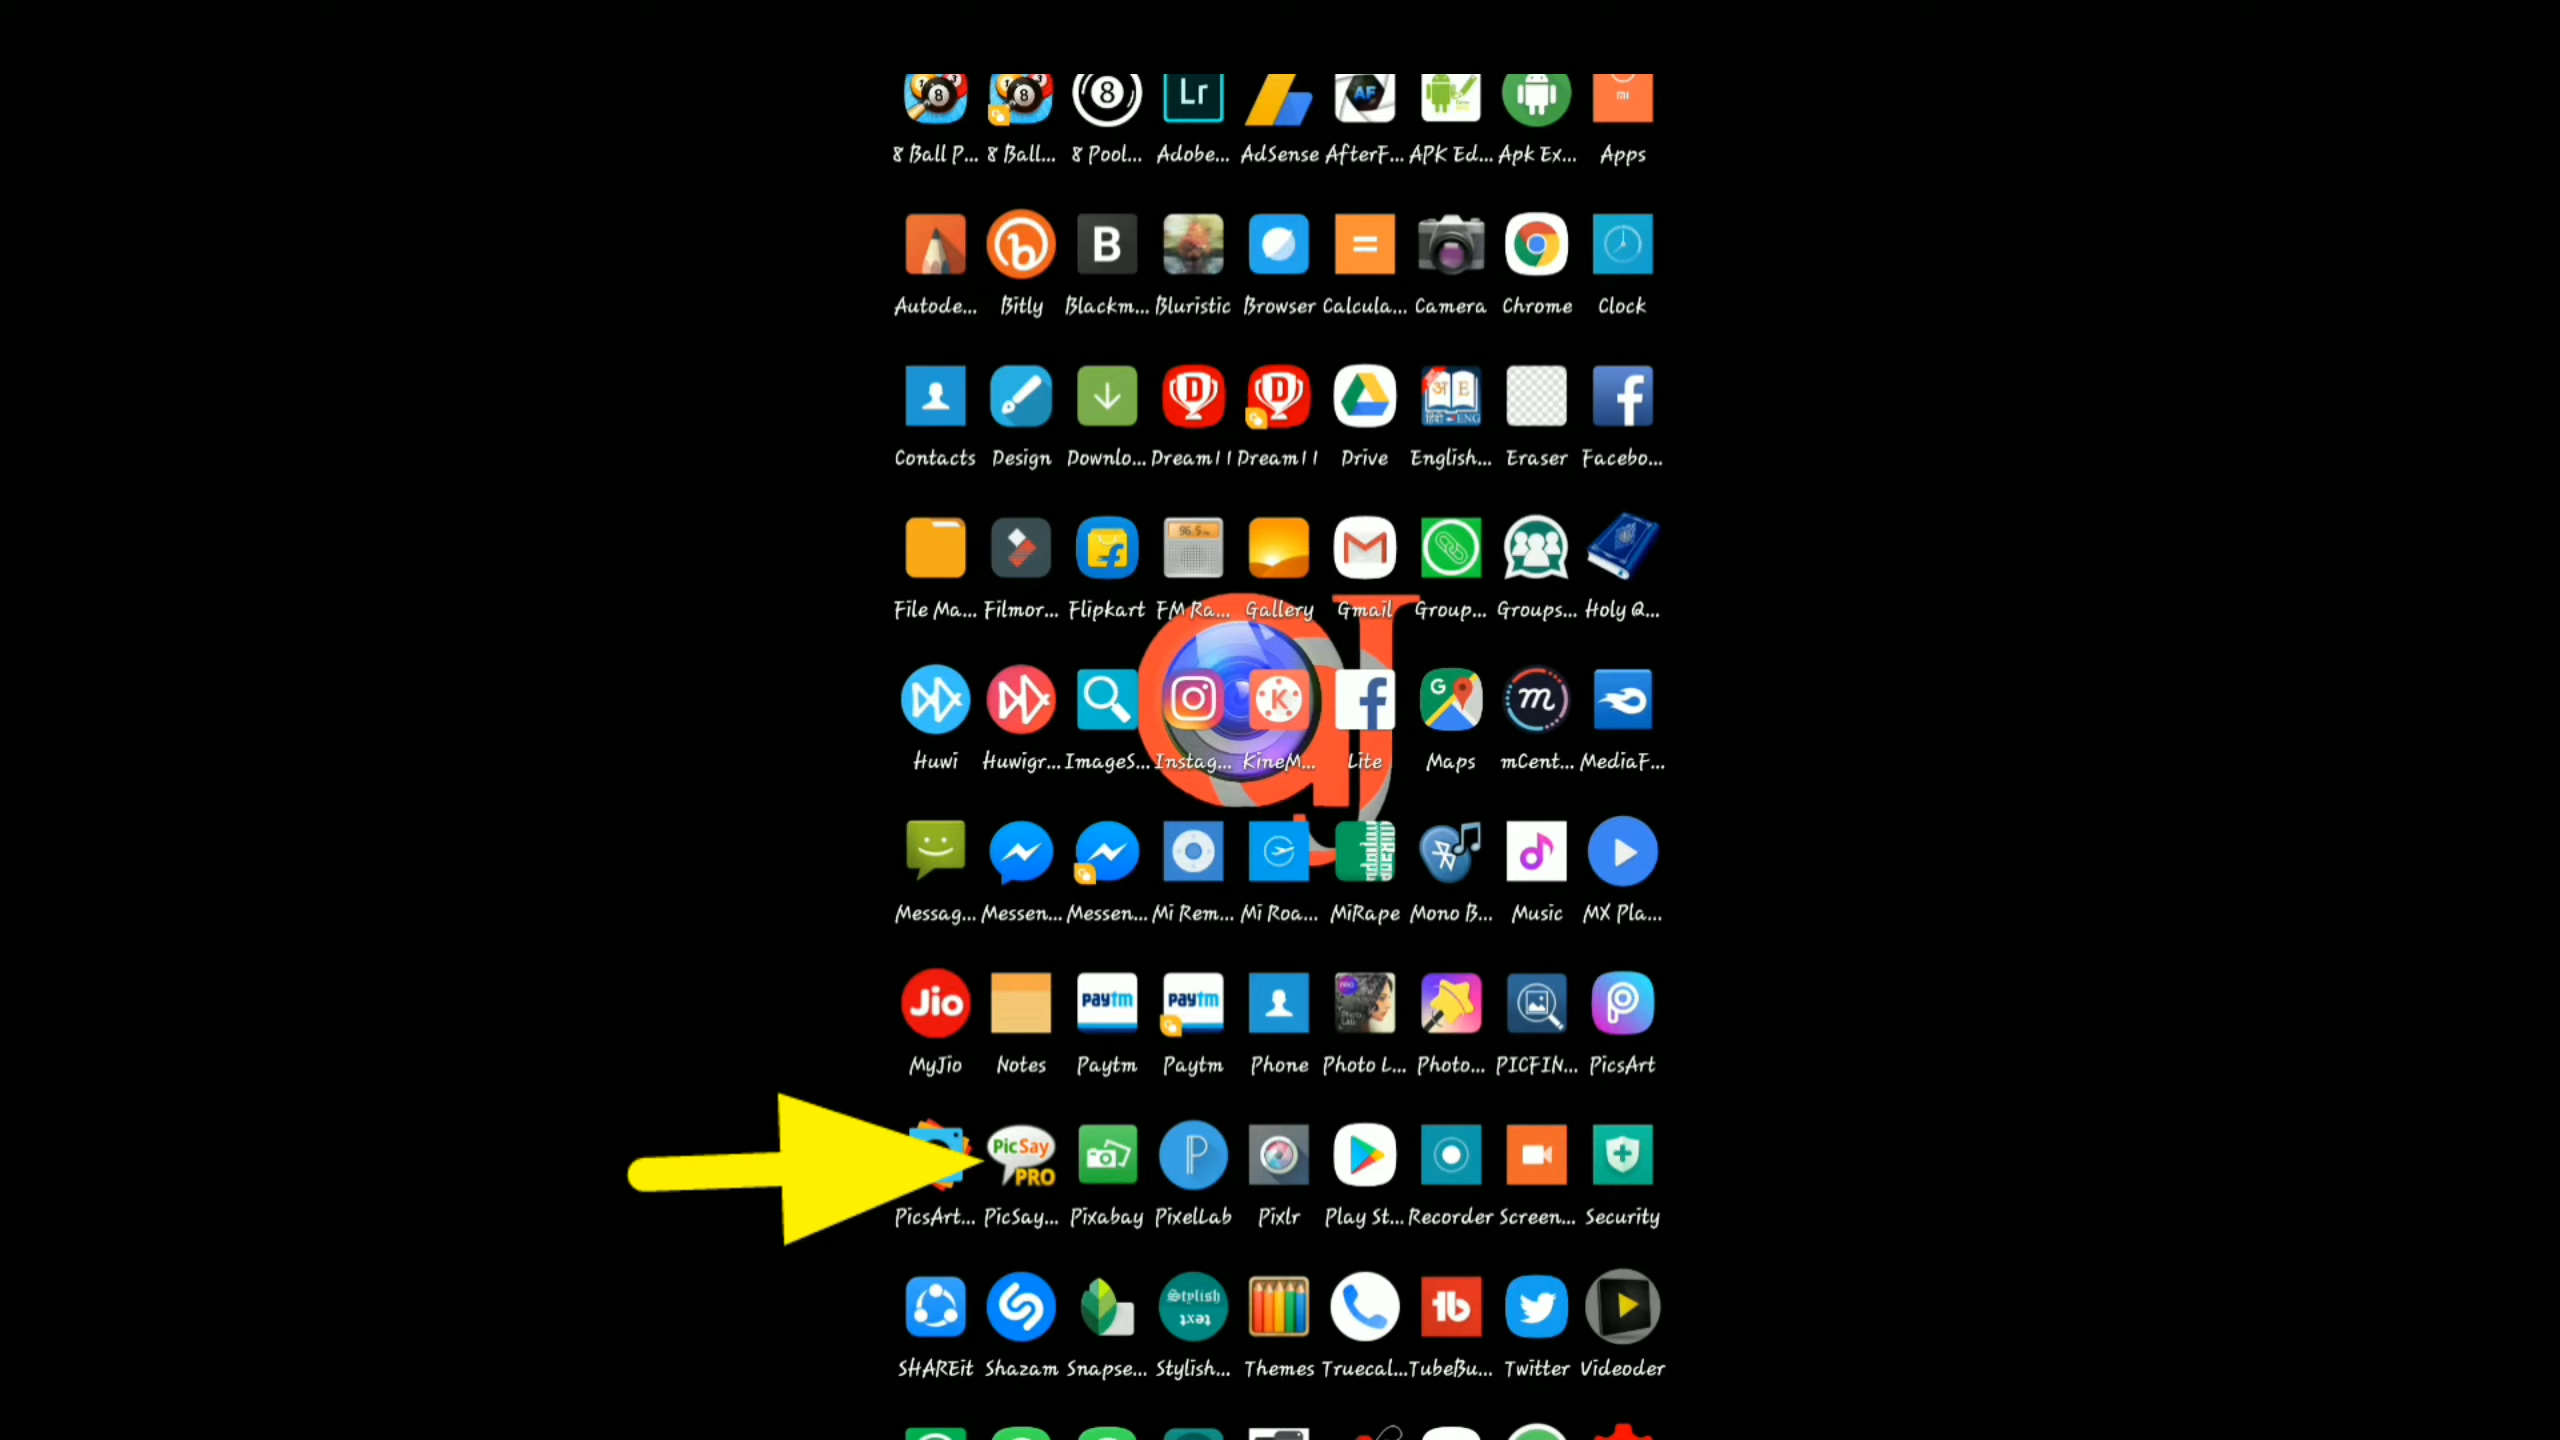 8 Ball P... 8 Ball... 8 Pool... Adobe... AdSense AfterF... APK Ed... Apk Ex... Apps
Autode... Bitly Blackm... Bluristic Browser Calcula... Camera Chrome Clock
Contacts Design Downlo... Dream11 Dream11 Drive English... Eraser Facebo...
File Ma... Filmor... Flipkart FM Ra... Gallery Gmail Group... Groups... Holy Q...
Huwi Huwigr... ImageS... Instag... KineM... Lite Maps mCent... MediaF...
Messag... Messen... Messen... Mi Rem... Mi Roa... MiRape Mono B... Music MX Pla...
Jio paytm paytm
MyJio Notes Paytm Paytm Phone Photo L... Photo... PICFIN... PicsArt
PicSay
PRO
PicsArt... PicSay... Pixabay PixelLab Pixlr Play St... Recorder Screen... Security
Stylish
text
SHAREit Shazam Snapse... Stylish... Themes Truecal... TubeBu... Twitter Videoder